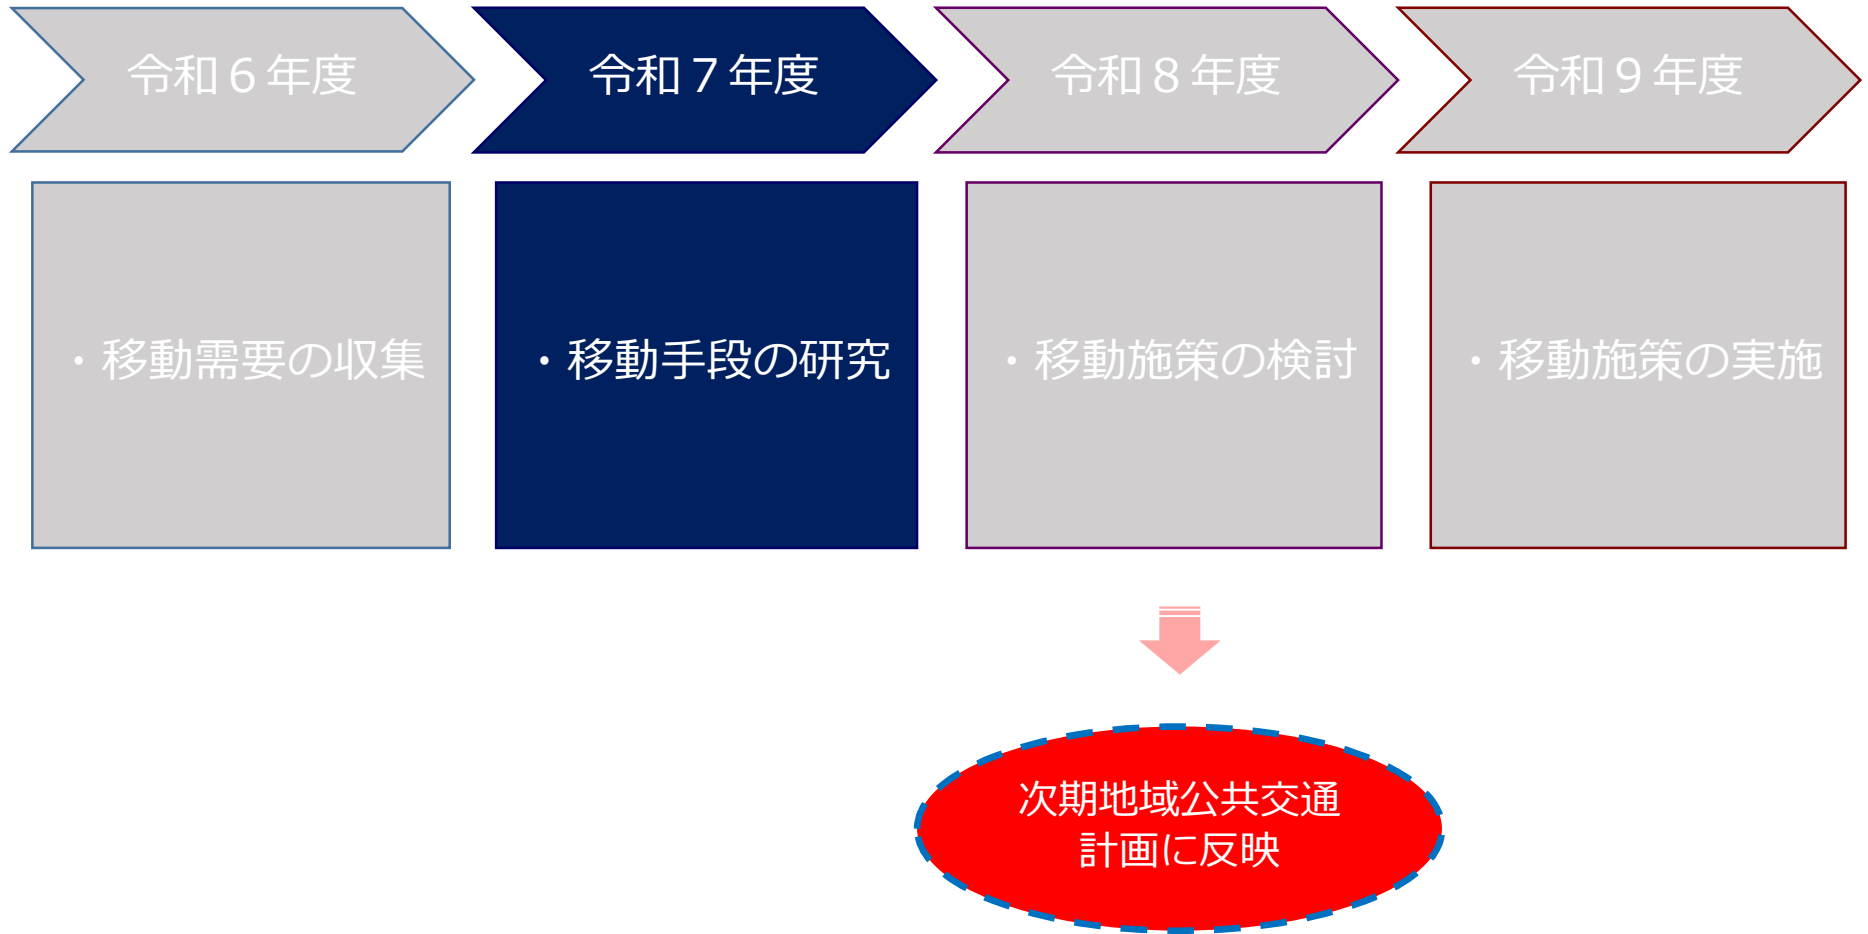 令和６年度
令和７年度
令和８年度
令和９年度
・移動需要の収集
・移動手段の研究
・移動施策の検討
・移動施策の実施
次期地域公共交通
計画に反映